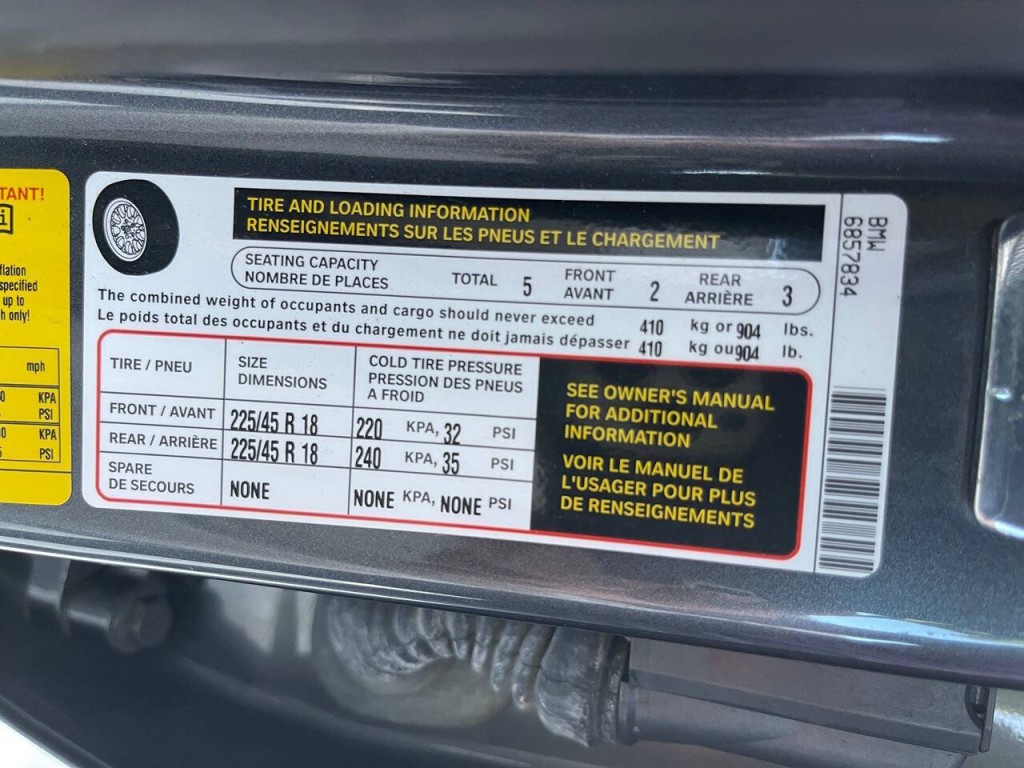 TANT!
i
flation
specified
up to
h only!
mph
0 KPA
PSI
0 KPA
PSI
TIRE AND LOADING INFORMATION
RENSEIGNEMENTS SUR LES PNEUS ET LE CHARGEMENT
SEATING CAPACITY
NOMBRE DE PLACES
TOTAL 5 FRONT
AVANT 2 REAR
ARRIÈRE 3
The combined weight of occupants and cargo should never exceed 410 kg or 904 lbs.
Le poids total des occupants et du chargement ne doit jamais dépasser 410 kg ou 904 lb.
TIRE / PNEU
SIZE
DIMENSIONS
COLD TIRE PRESSURE
PRESSION DES PNEUS
A FROID
FRONT / AVANT 225/45 R 18 220 KPA, 32 PSI
REAR / ARRIÈRE 225/45 R 18 240 KPA, 35 PSI
SPARE
DE SECOURS NONE NONE KPA, NONE PSI
SEE OWNER'S MANUAL
FOR ADDITIONAL
INFORMATION
VOIR LE MANUEL DE
L'USAGER POUR PLUS
DE RENSEIGNEMENTS
BMW
6857834